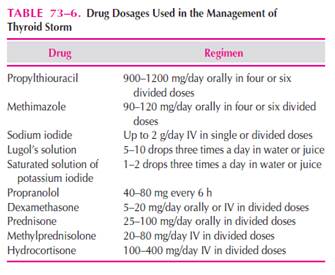 TABLE 73–6. Drug Dosages Used in the Management of
Thyroid Storm
Drug Regimen
Propylthiouracil 900–1200 mg/day orally in four or six
divided doses
Methimazole 90–120 mg/day orally in four or six divided
doses
Sodium iodide Up to 2 g/day IV in single or divided doses
Lugol's solution 5–10 drops three times a day in water or juice
Saturated solution of 1–2 drops three times a day in water or juice
potassium iodide
Propranolol 40–80 mg every 6 h
Dexamethasone 5–20 mg/day orally or IV in divided doses
Prednisone 25–100 mg/day orally in divided doses
Methylprednisolone 20–80 mg/day IV in divided doses
Hydrocortisone 100–400 mg/day IV in divided doses